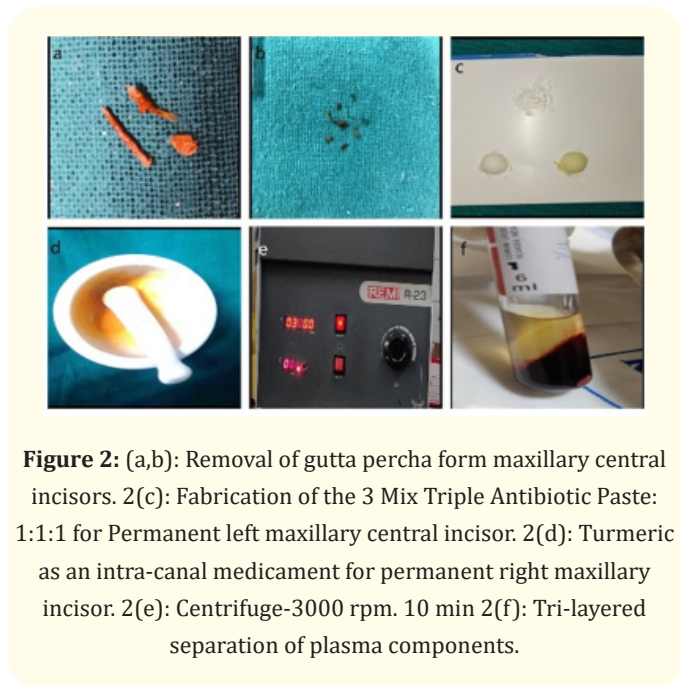 a
b
c
d
e
REMI R-23
f
6
ml
Figure 2: (a,b): Removal of gutta percha form maxillary central
incisors. 2(c): Fabrication of the 3 Mix Triple Antibiotic Paste:
1:1:1 for Permanent left maxillary central incisor. 2(d): Turmeric
as an intra-canal medicament for permanent right maxillary
incisor. 2(e): Centrifuge-3000 rpm. 10 min 2(f): Tri-layered
separation of plasma components.